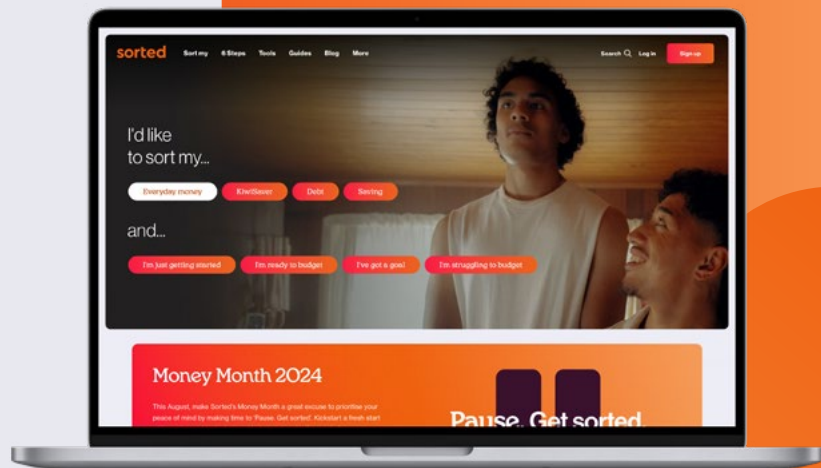 sorted
Sort my 6 Steps Tools Guides Blog More
Search Log in Sign up
I'd like
to sort my...
Everyday money KiwiSaver Debt Saving
and...
I'm just getting started I'm ready to budget I've got a goal I'm struggling to budget
Money Month 2024
This August, make Sorted's Money Month a great excuse to prioritise your
peace of mind by making time to 'Pause. Get sorted'. Kickstart a fresh start
Pause. Get sorted.